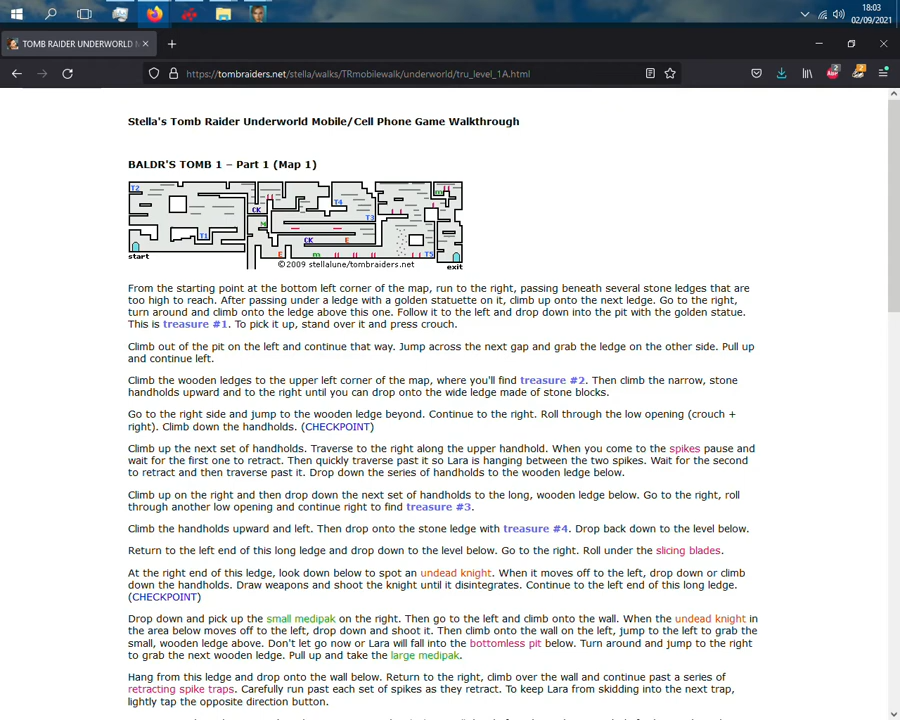 18:03
02/09/2021
TOMB RAIDER UNDERWORLD
https://tombraiders.net/stella/walks/TRmobilewalk/underworld/tru_level_1A.html
2
2
Stella's Tomb Raider Underworld Mobile/Cell Phone Game Walkthrough
BALDR'S TOMB 1 – Part 1 (Map 1)
T2
T1
CK
M
T4
T3
CK
E
m
E
m
T5
start
©2009 stellalune/tombraiders.net
exit
From the starting point at the bottom left corner of the map, run to the right, passing beneath several stone ledges that are
too high to reach. After passing under a ledge with a golden statuette on it, climb up onto the next ledge. Go to the right,
turn around and climb onto the ledge above this one. Follow it to the left and drop down into the pit with the golden statue.
This is treasure #1. To pick it up, stand over it and press crouch.
Climb out of the pit on the left and continue that way. Jump across the next gap and grab the ledge on the other side. Pull up
and continue left.
Climb the wooden ledges to the upper left corner of the map, where you'll find treasure #2. Then climb the narrow, stone
handholds upward and to the right until you can drop onto the wide ledge made of stone blocks.
Go to the right side and jump to the wooden ledge beyond. Continue to the right. Roll through the low opening (crouch +
right). Climb down the handholds. (CHECKPOINT)
Climb up the next set of handholds. Traverse to the right along the upper handhold. When you come to the spikes pause and
wait for the first one to retract. Then quickly traverse past it so Lara is hanging between the two spikes. Wait for the second
to retract and then traverse past it. Drop down the series of handholds to the wooden ledge below.
Climb up on the right and then drop down the next set of handholds to the long, wooden ledge below. Go to the right, roll
through another low opening and continue right to find treasure #3.
Climb the handholds upward and left. Then drop onto the stone ledge with treasure #4. Drop back down to the level below.
Return to the left end of this long ledge and drop down to the level below. Go to the right. Roll under the slicing blades.
At the right end of this ledge, look down below to spot an undead knight. When it moves off to the left, drop down or climb
down the handholds. Draw weapons and shoot the knight until it disintegrates. Continue to the left end of this long ledge.
(CHECKPOINT)
Drop down and pick up the small medipak on the right. Then go to the left and climb onto the wall. When the undead knight in
the area below moves off to the left, drop down and shoot it. Then climb onto the wall on the left, jump to the left to grab the
small, wooden ledge above. Don't let go now or Lara will fall into the bottomless pit below. Turn around and jump to the right
to grab the next wooden ledge. Pull up and take the large medipak.
Hang from this ledge and drop onto the wall below. Return to the right, climb over the wall and continue past a series of
retracting spike traps. Carefully run past each set of spikes as they retract. To keep Lara from skidding into the next trap,
lightly tap the opposite direction button.